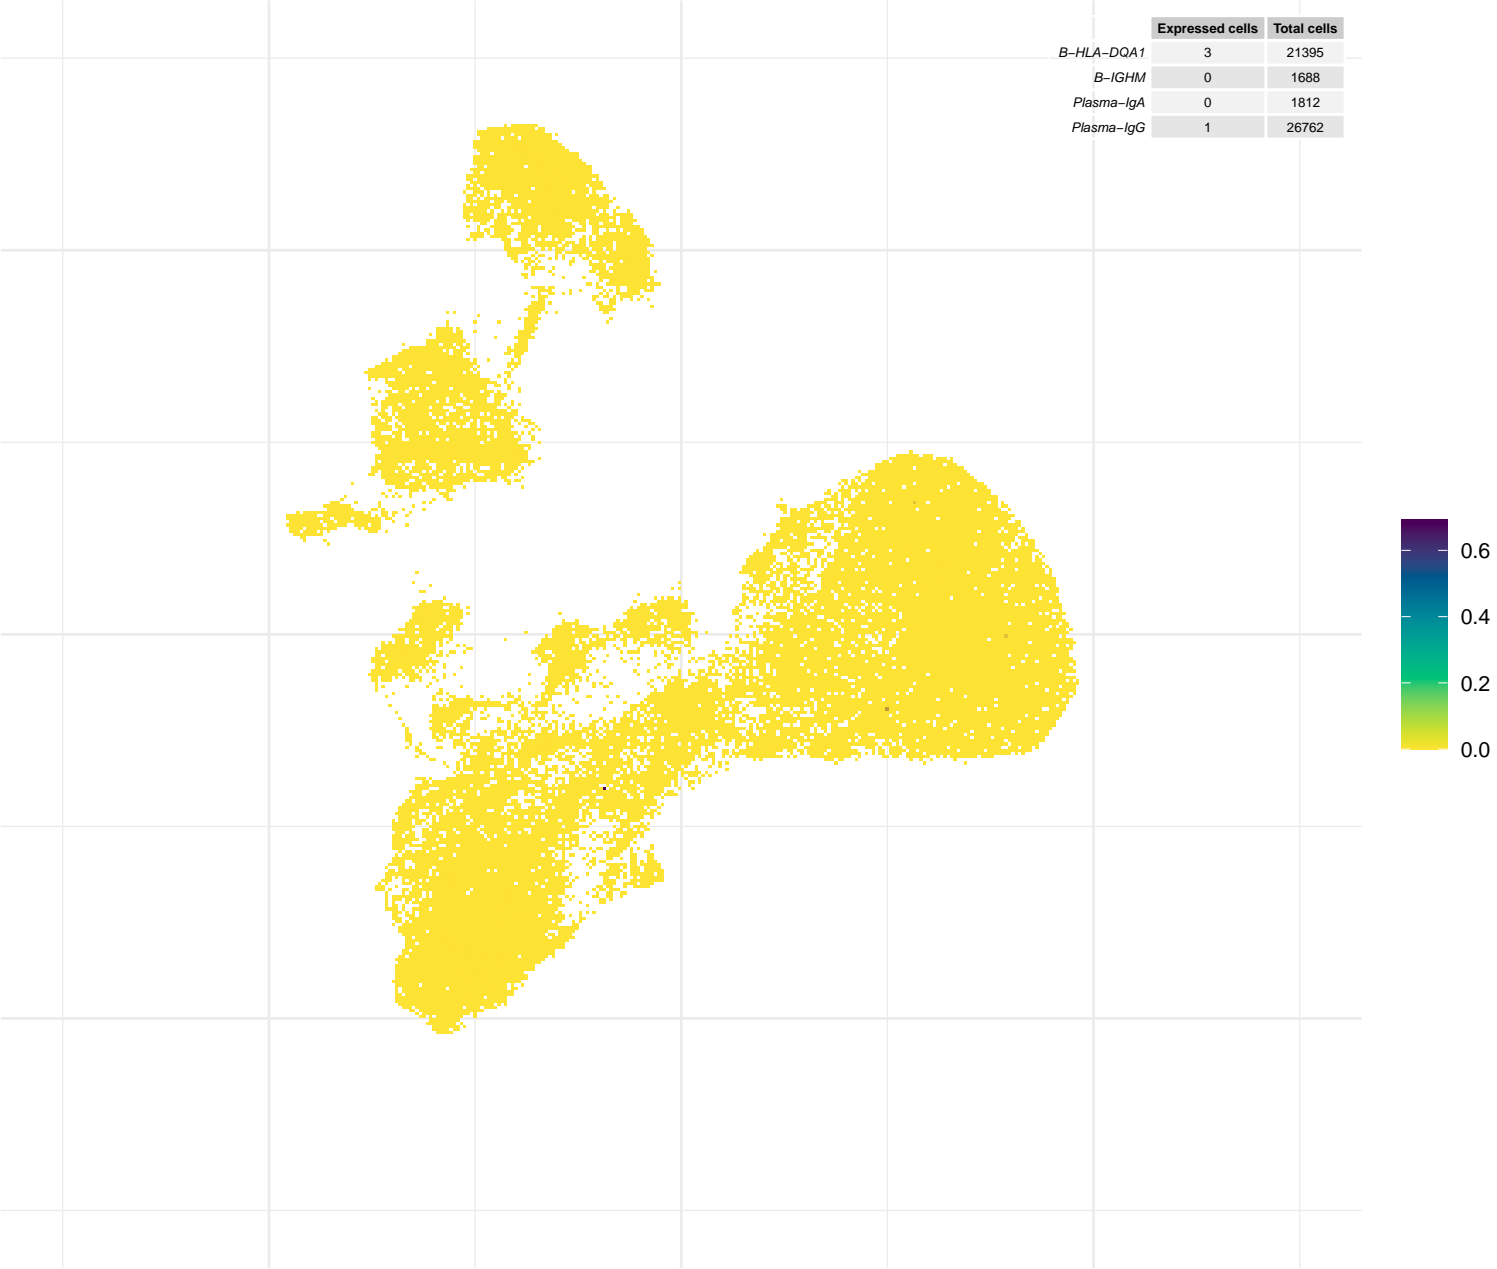 Expressed cells Total cells
B−HLA−DQA1 3 21395
B−IGHM 0 1688
Plasma−IgA 0 1812
Plasma−IgG 1 26762
0.6
0.4
0.2
0.0